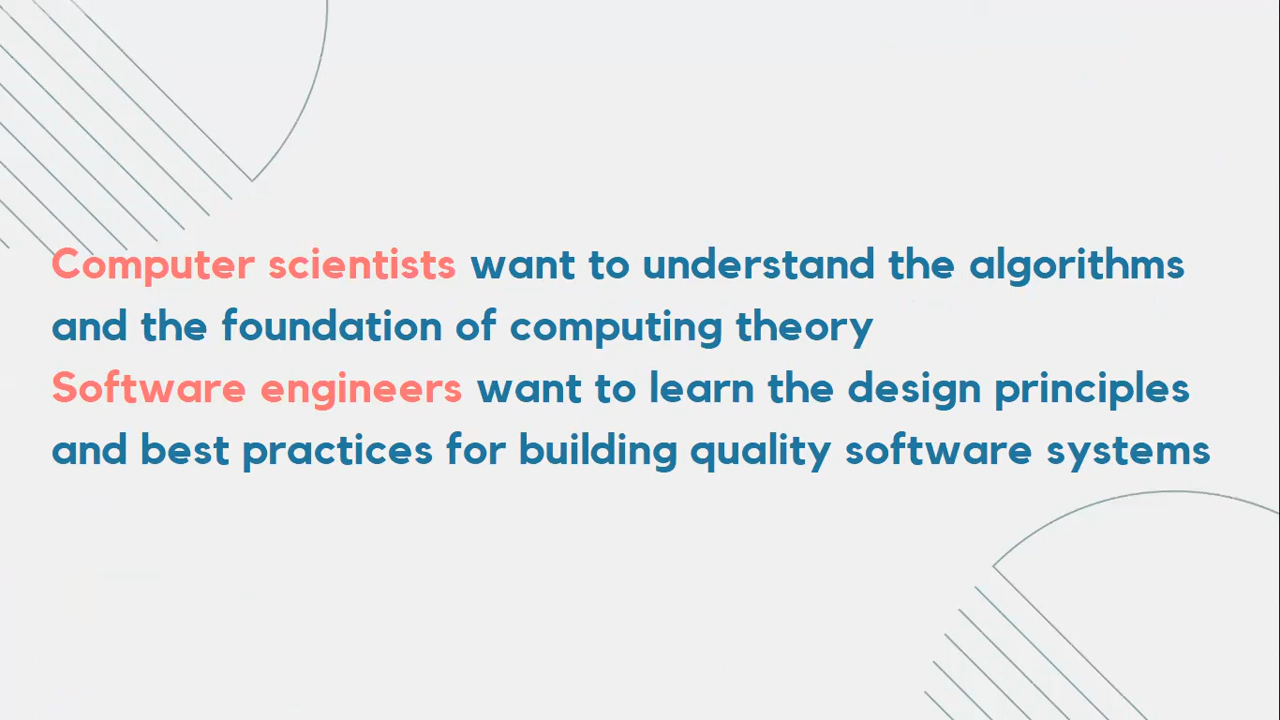 Computer scientists want to understand the algorithms
and the foundation of computing theory
Software engineers want to learn the design principles
and best practices for building quality software systems